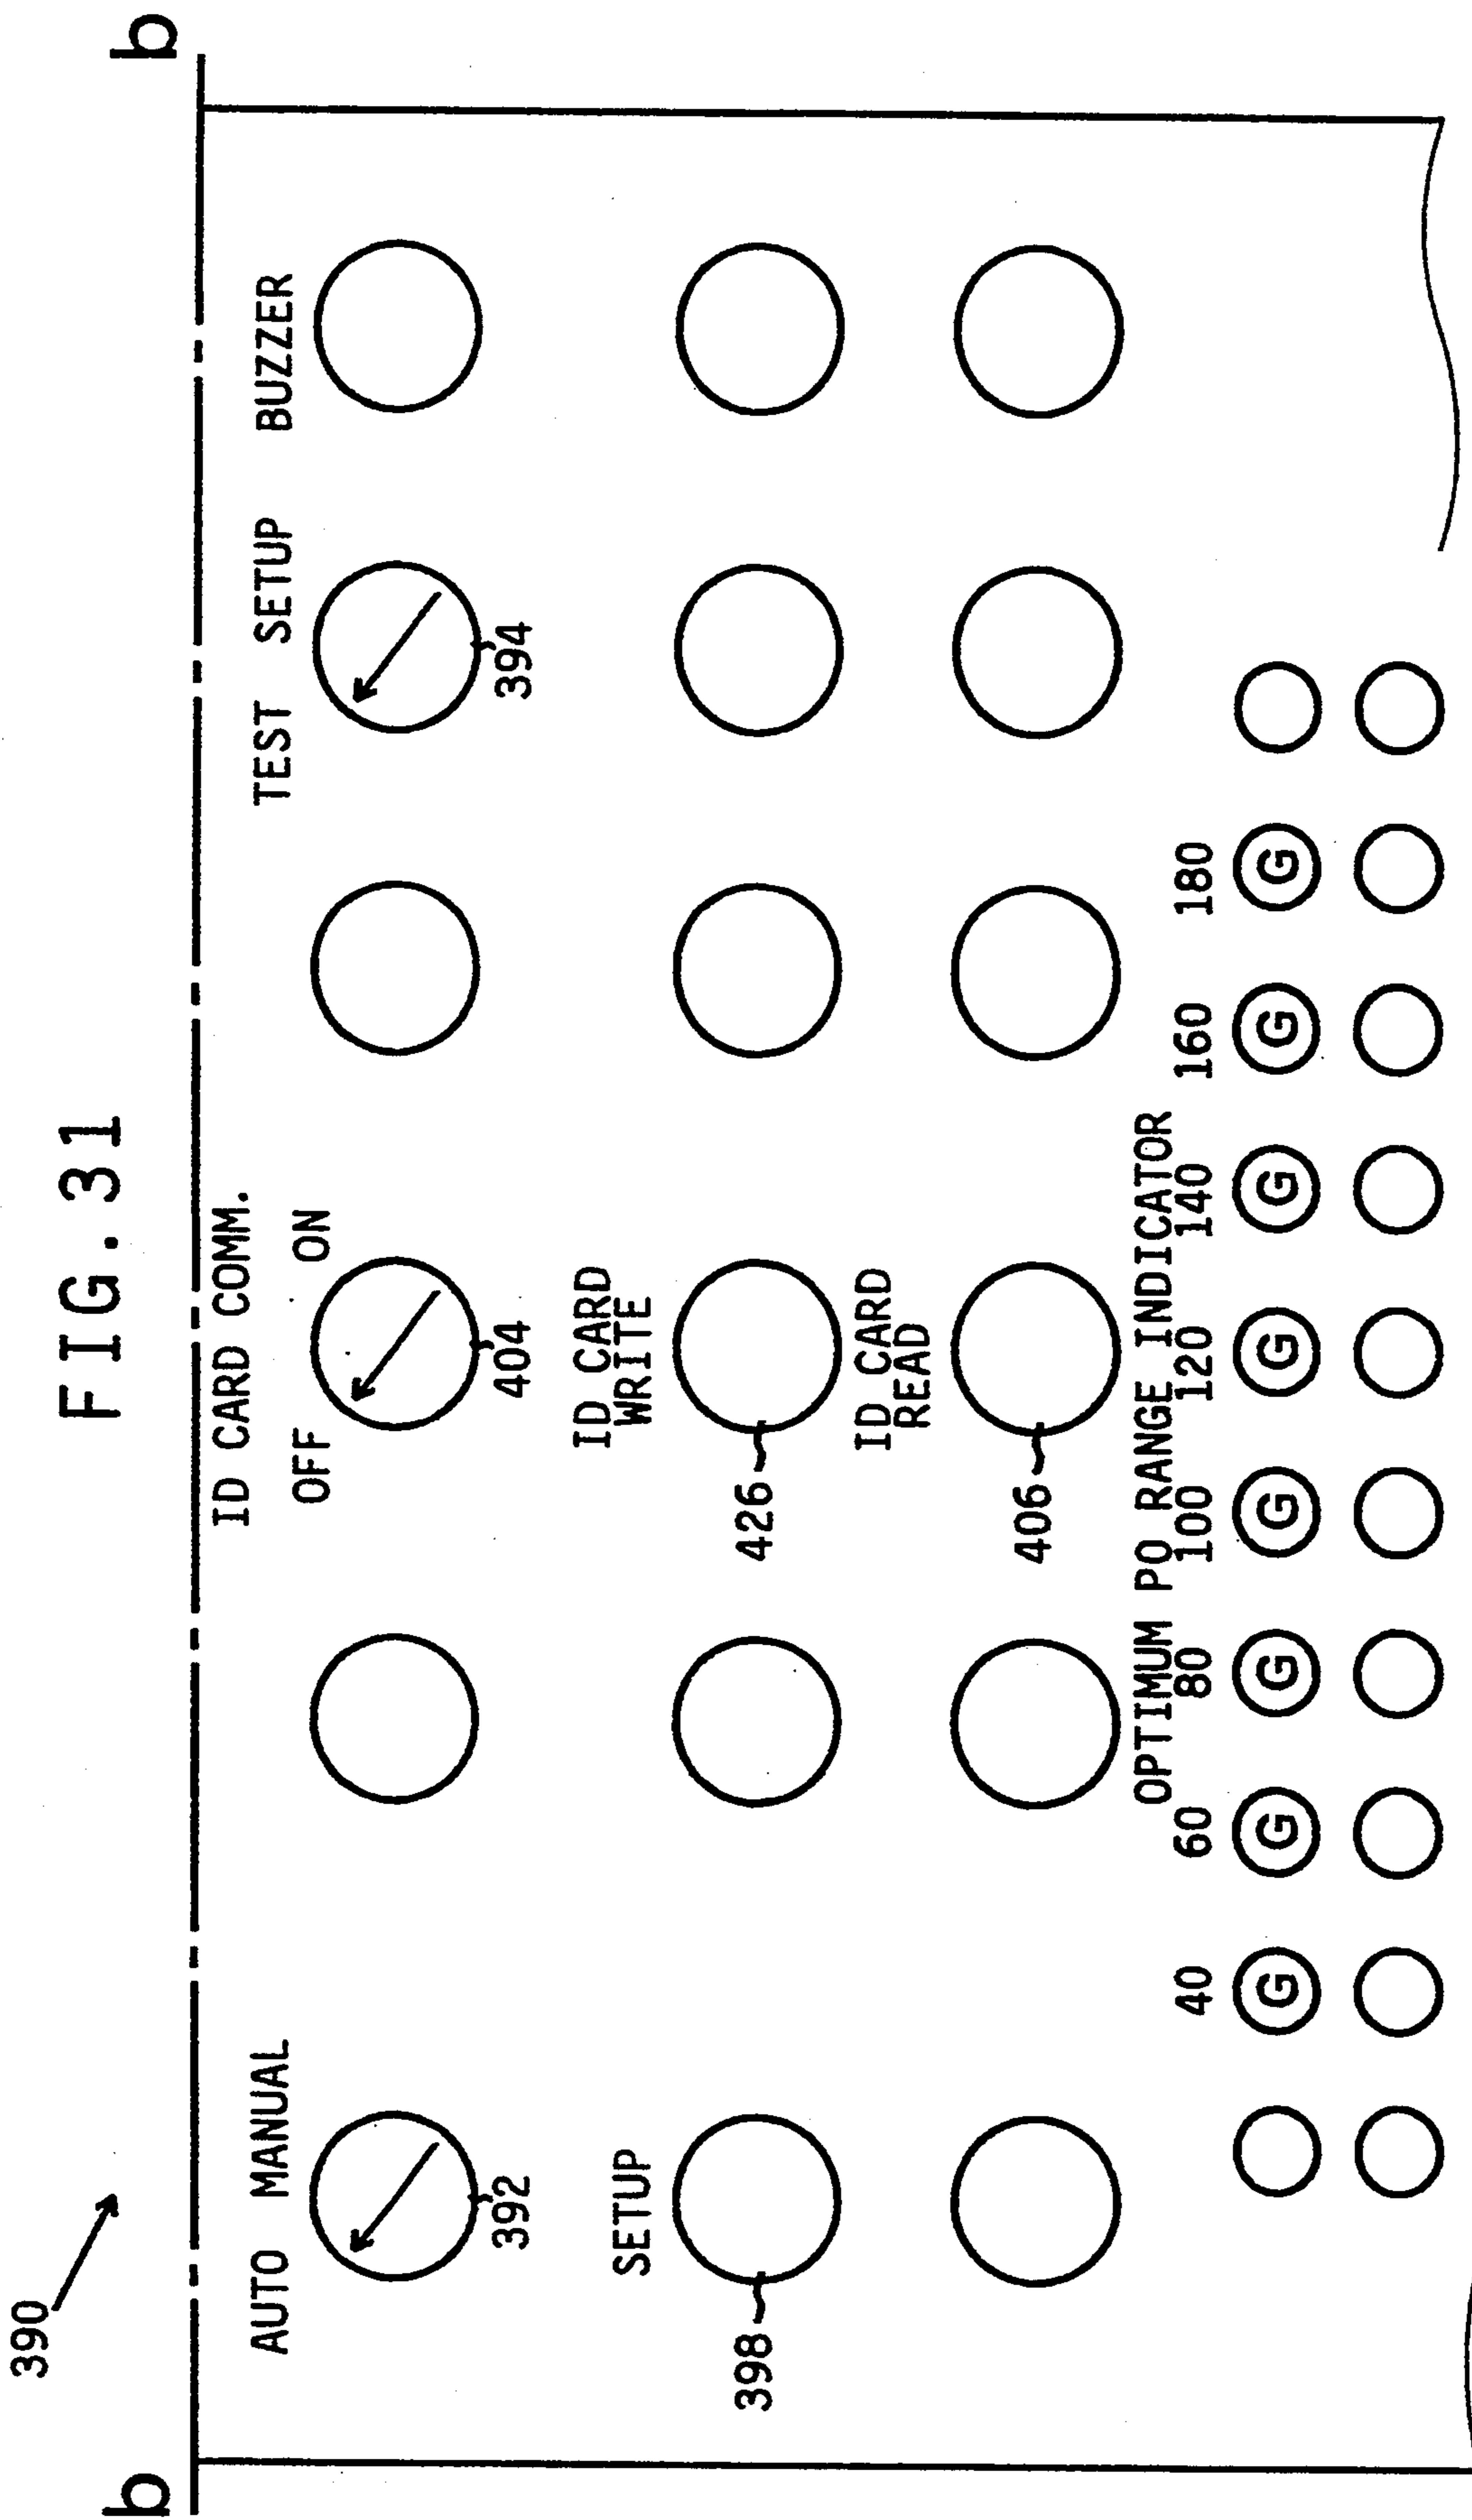 FIG. 31
390
b b
ID CARD COMM.
AUTO MANUAL OFF ON TEST SETUP BUZZER
392 404 394
SETUP ID CARD
WRITE
398 426
ID CARD
READ
406
OPTIMUM PO RANGE INDICATOR
40 60 80 100 120 140 160 180
G G G G G G G G